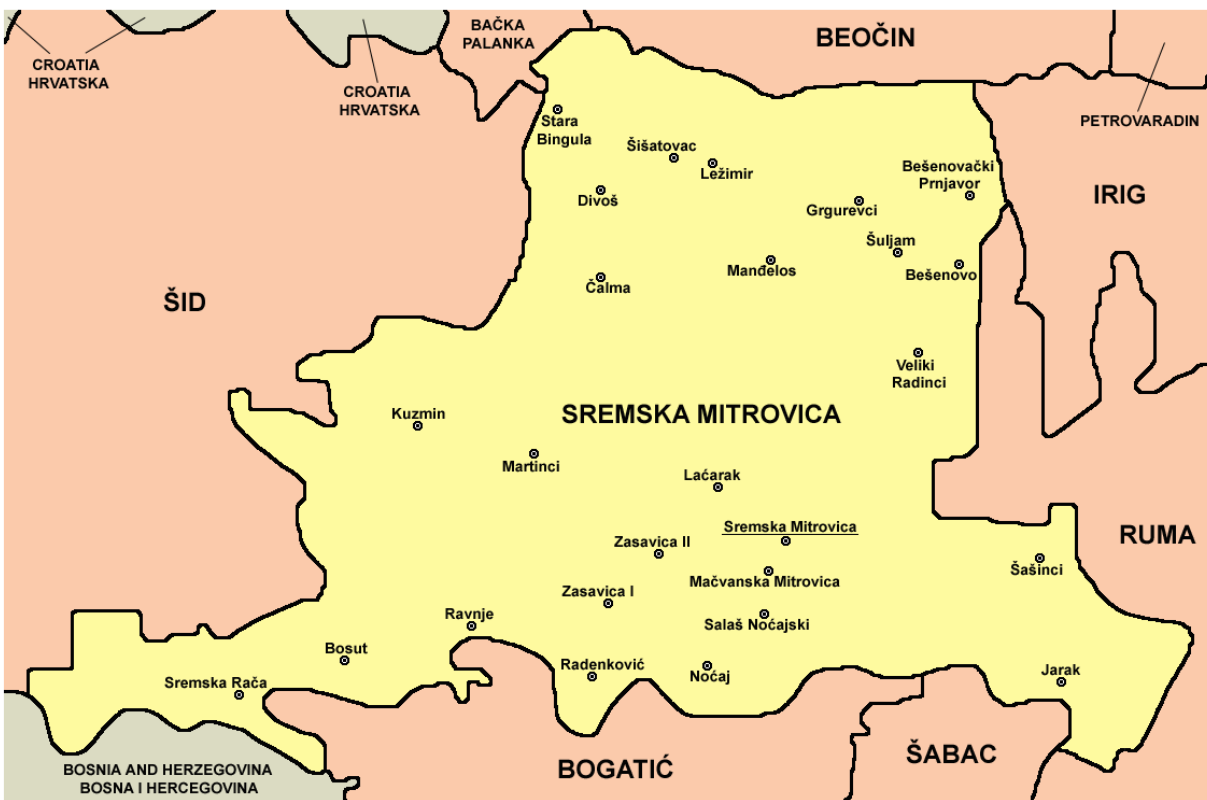 BAČKA
PALANKA
BEOČIN
CROATIA
HRVATSKA
CROATIA
HRVATSKA
PETROVARADIN
Stara
Bingula
Šišatovac
Ležimir
Bešenovački
Prnjavor
IRIG
Divoš
Grgurevci
Šuljam
Manđelos
Bešenovo
Čalma
ŠID
Veliki
Radinci
Kuzmin
SREMSKA MITROVICA
Martinci
Laćarak
Sremska Mitrovica
RUMA
Zasavica II
Šašinci
Mačvanska Mitrovica
Zasavica I
Ravnje
Salaš Noćajski
Bosut
Radenković
Noćaj
Jarak
Sremska Rača
ŠABAC
BOGATIĆ
BOSNIA AND HERZEGOVINA
BOSNA I HERCEGOVINA